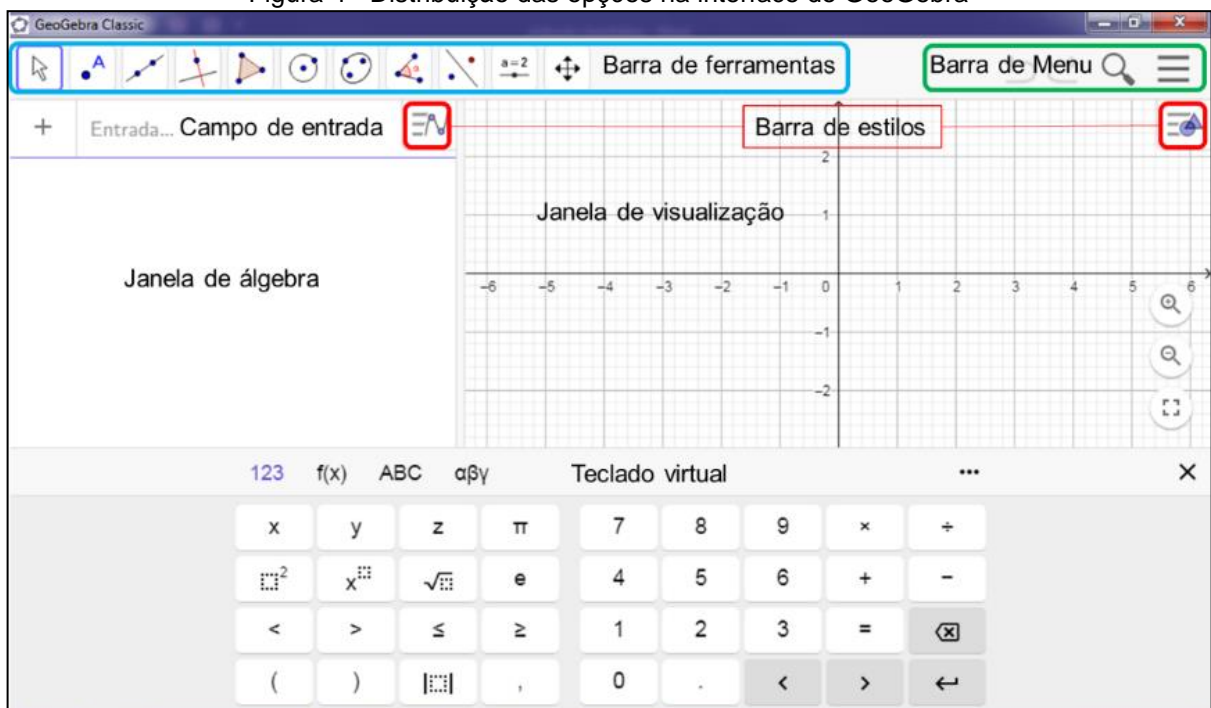 Figura 4 - Distribuição das opções na interface do GeoGebra
GeoGebra Classic
A a=2 Barra de ferramentas Barra de Menu
+ Entrada... Campo de entrada Barra de estilos
2
Janela de visualização 1
Janela de álgebra
−6 −5 −4 −3 −2 −1 0 1 2 3 4 5 6
−1
−2
123 f(x) ABC αβγ Teclado virtual ... ×
x y z π 7 8 9 × ÷
2 x √ e 4 5 6 + −
< > ≤ ≥ 1 2 3 =
( ) | | , 0 . < >